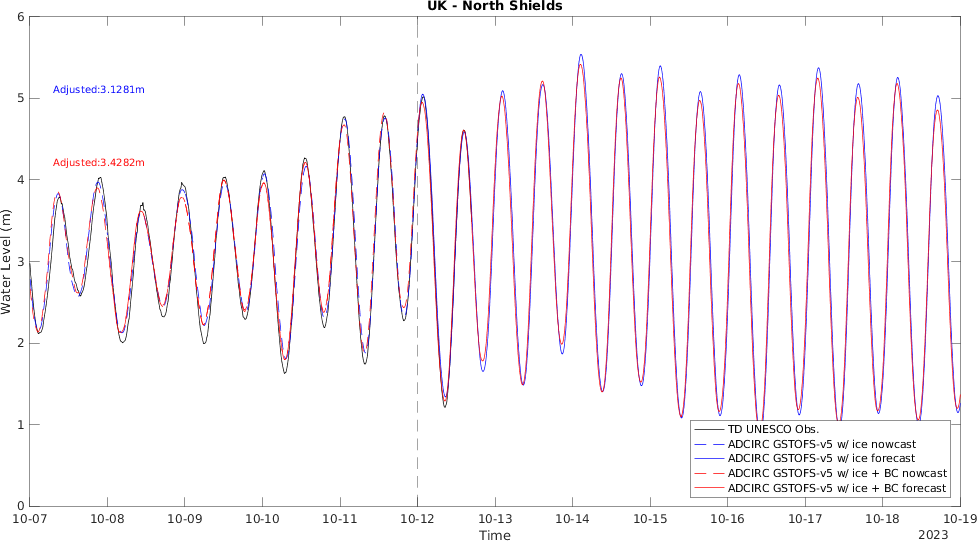 UK - North Shields
6
5
4
3
2
1
0
Water Level (m)
Adjusted:3.1281m
Adjusted:3.4282m
TD UNESCO Obs.
ADCIRC GSTOFS-v5 w/ ice nowcast
ADCIRC GSTOFS-v5 w/ ice forecast
ADCIRC GSTOFS-v5 w/ ice + BC nowcast
ADCIRC GSTOFS-v5 w/ ice + BC forecast
10-07 10-08 10-09 10-10 10-11 10-12 10-13 10-14 10-15 10-16 10-17 10-18 10-19
Time
2023